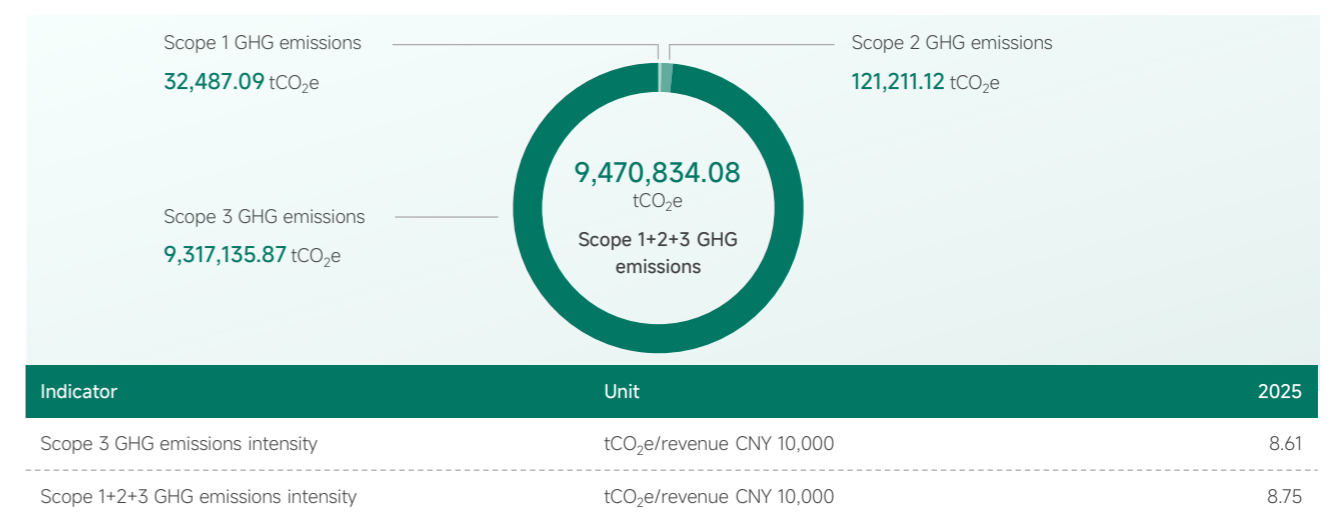 Scope 1 GHG emissions
32,487.09 tCO₂e
Scope 2 GHG emissions
121,211.12 tCO₂e
Scope 3 GHG emissions
9,317,135.87 tCO₂e
9,470,834.08
tCO₂e
Scope 1+2+3 GHG
emissions
Indicator Unit 2025
Scope 3 GHG emissions intensity tCO₂e/revenue CNY 10,000 8.61
Scope 1+2+3 GHG emissions intensity tCO₂e/revenue CNY 10,000 8.75